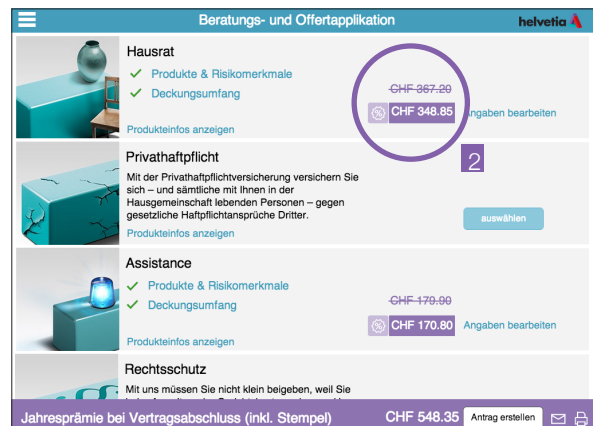 Beratungs- und Offertapplikation
helvetia
Hausrat
Produkte & Risikomerkmale
Deckungsumfang
CHF 367.20
CHF 348.85
Angaben bearbeiten
Produkteinfos anzeigen
2
Privathaftpflicht
Mit der Privathaftpflichtversicherung versichern Sie
sich – und sämtliche mit Ihnen in der
Hausgemeinschaft lebenden Personen – gegen
gesetzliche Haftpflichtansprüche Dritter.
auswählen
Produkteinfos anzeigen
Assistance
Produkte & Risikomerkmale
Deckungsumfang
CHF 179.90
CHF 170.80
Angaben bearbeiten
Produkteinfos anzeigen
Rechtsschutz
Mit uns müssen Sie nicht klein beigeben, weil Sie
Jahresprämie bei Vertragsabschluss (inkl. Stempel)
CHF 548.35
Antrag erstellen